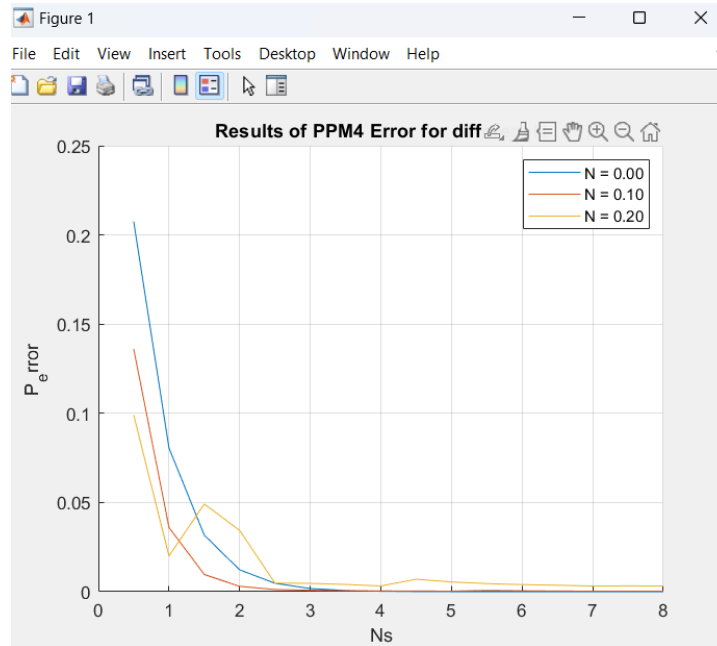 Figure 1
File Edit View Insert Tools Desktop Window Help
Results of PPM4 Error for diff
N = 0.00
N = 0.10
N = 0.20
0.25
0.2
0.15
0.1
0.05
0
P_error
0 1 2 3 4 5 6 7 8
Ns